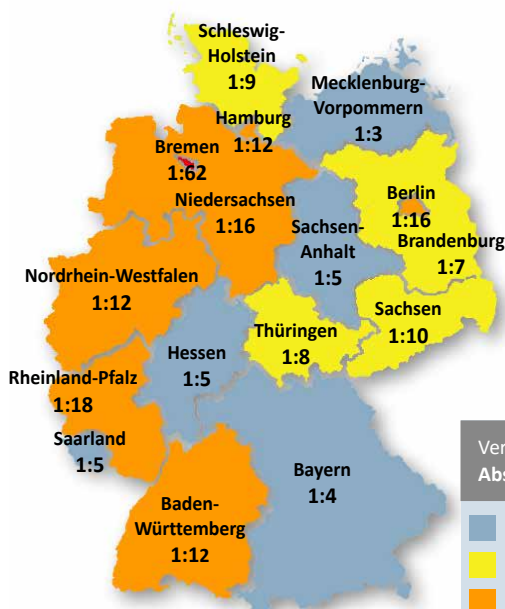 Schleswig-
Holstein
1:9
Mecklenburg-
Vorpommern
1:3
Hamburg
1:12
Bremen
1:62
Niedersachsen
1:16
Berlin
1:16
Brandenburg
1:7
Sachsen-
Anhalt
1:5
Nordrhein-Westfalen
1:12
Sachsen
1:10
Thüringen
1:8
Hessen
1:5
Rheinland-Pfalz
1:18
Saarland
1:5
Bayern
1:4
Baden-
Württemberg
1:12
Ver
Abs